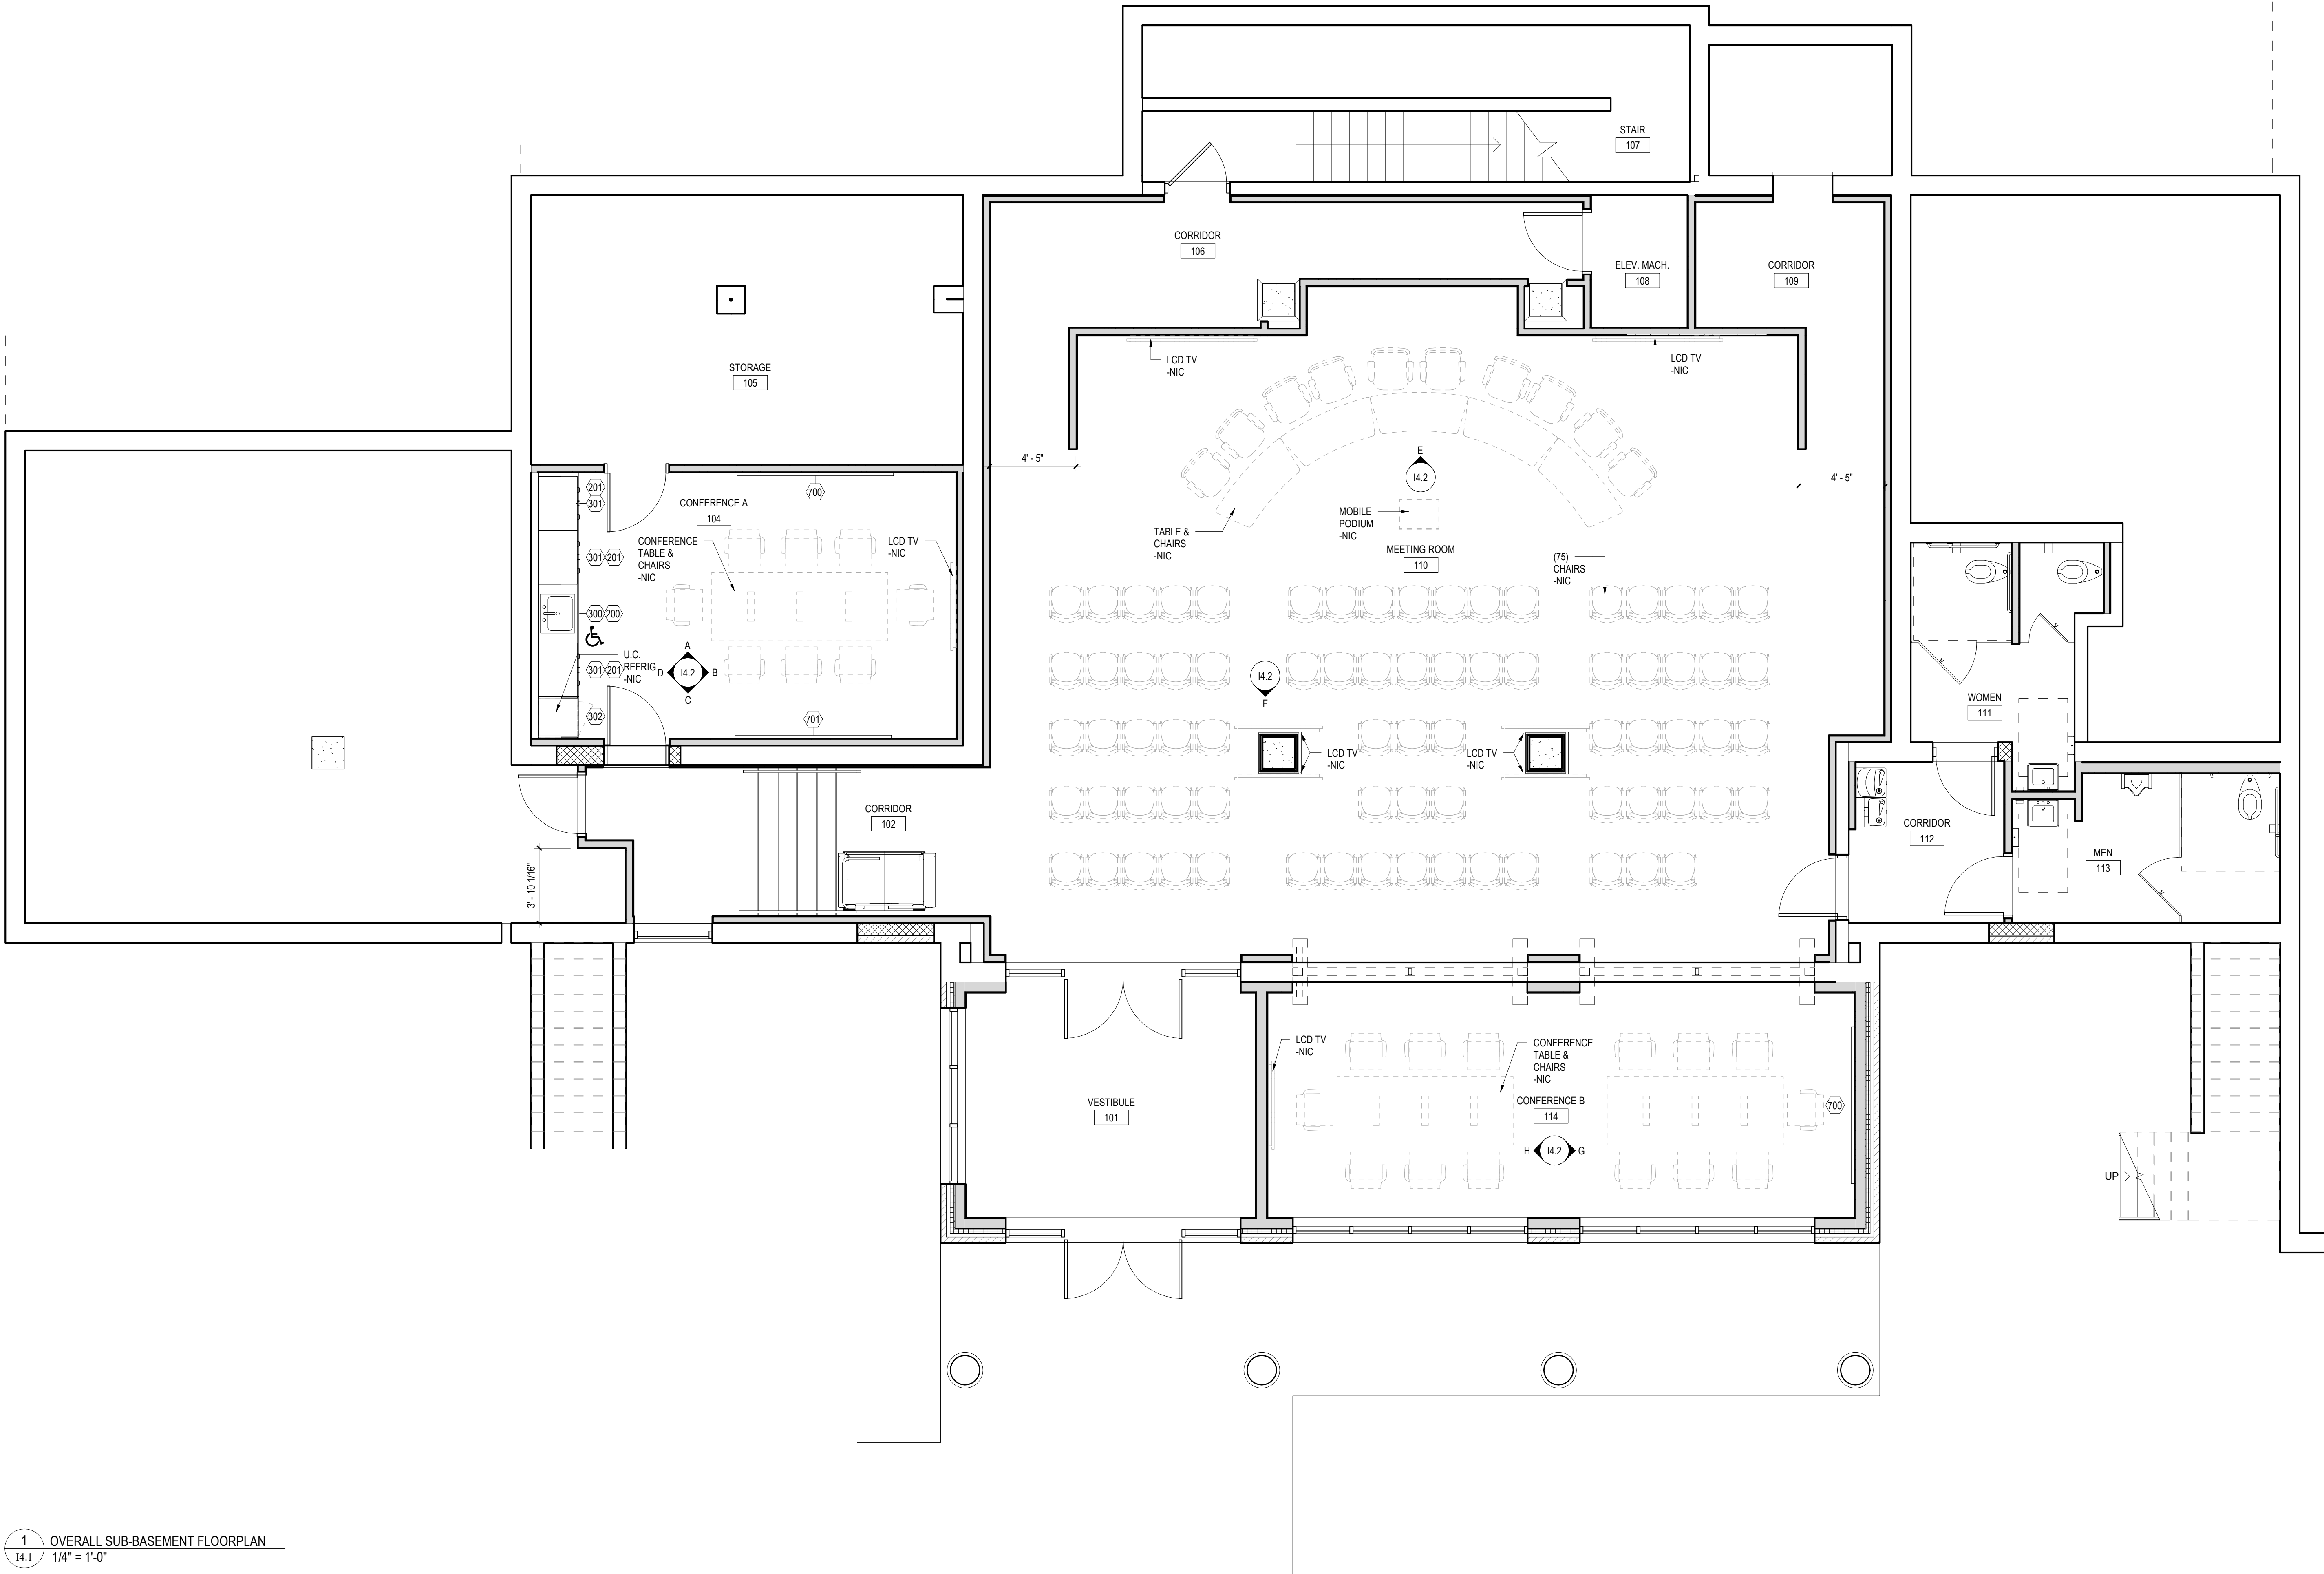 STAIR
107
CORRIDOR
106
ELEV. MACH.
108
CORRIDOR
109
STORAGE
105
LCD TV
-NIC
LCD TV
-NIC
4' - 5"
4' - 5"
E
I4.2
MOBILE
PODIUM
-NIC
TABLE &
CHAIRS
-NIC
MEETING ROOM
110
(75)
CHAIRS
-NIC
201
301
700
CONFERENCE A
104
CONFERENCE
TABLE &
CHAIRS
-NIC
LCD TV
-NIC
301
201
300
200
U.C.
REFRIG
-NIC
301
201
A
D
I4.2
B
C
302
701
I4.2
F
LCD TV
-NIC
LCD TV
-NIC
WOMEN
111
CORRIDOR
102
CORRIDOR
112
MEN
113
3' - 10 1/16"
LCD TV
-NIC
CONFERENCE
TABLE &
CHAIRS
-NIC
VESTIBULE
101
CONFERENCE B
114
700
H
I4.2
G
UP
1
I4.1
OVERALL SUB-BASEMENT FLOORPLAN
1/4" = 1'-0"